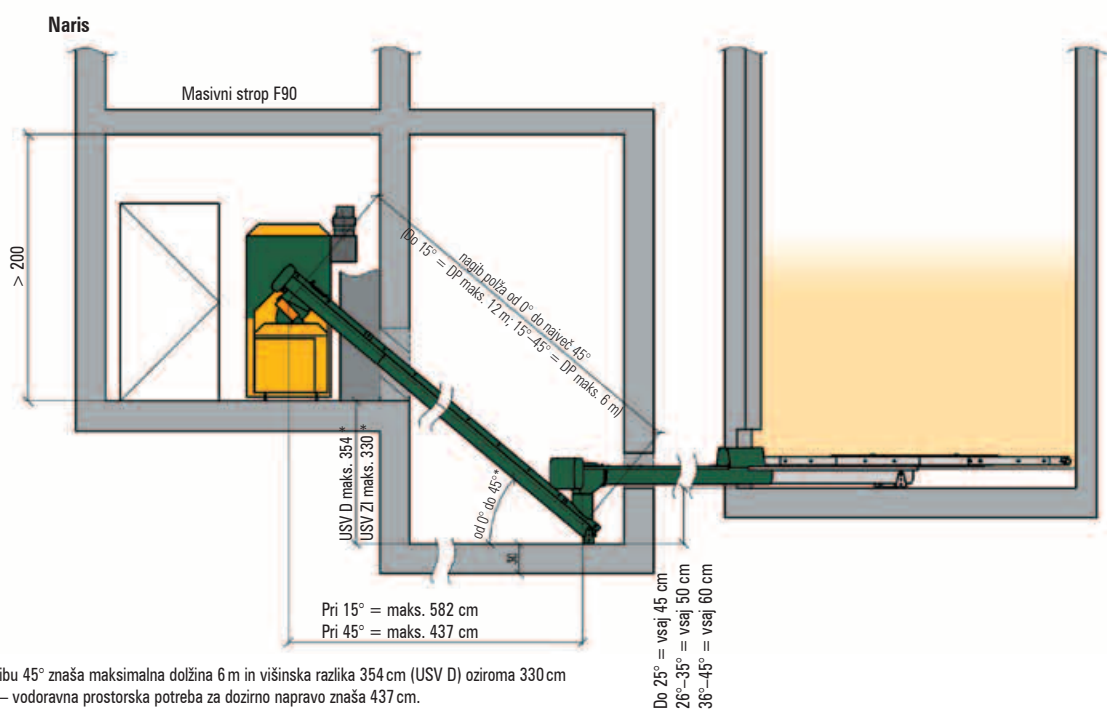 Naris
Masivni strop F90
> 200
nagib polža od 0° do največ 45°
(Do 15° = DP maks. 12 m; 15°–45° = DP maks. 6 m)
USV D maks. 354 *
USV ZI maks. 330 *
od 0° do 45°*
30
Pri 15° = maks. 582 cm
Pri 45° = maks. 437 cm
Do 25° = vsaj 45 cm
26°–35° = vsaj 50 cm
36°–45° = vsaj 60 cm
ibu 45° znaša maksimalna dolžina 6 m in višinska razlika 354 cm (USV D) oziroma 330 cm
– vodoravna prostorska potreba za dozirno napravo znaša 437 cm.